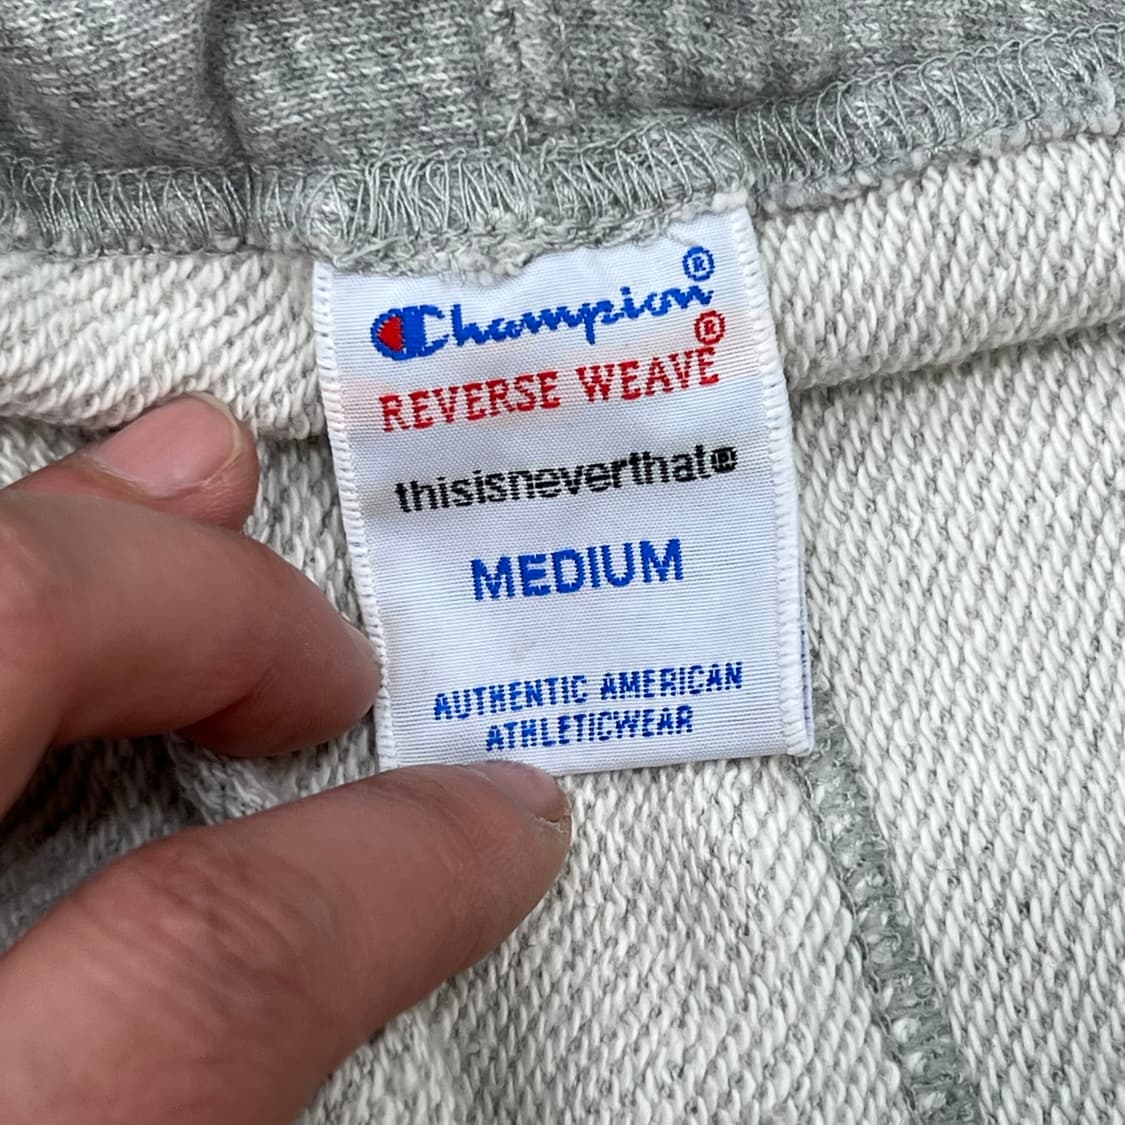 Champion®
REVERSE WEAVE®
thisisneverthat®
MEDIUM
AUTHENTIC AMERICAN
ATHLETICWEAR